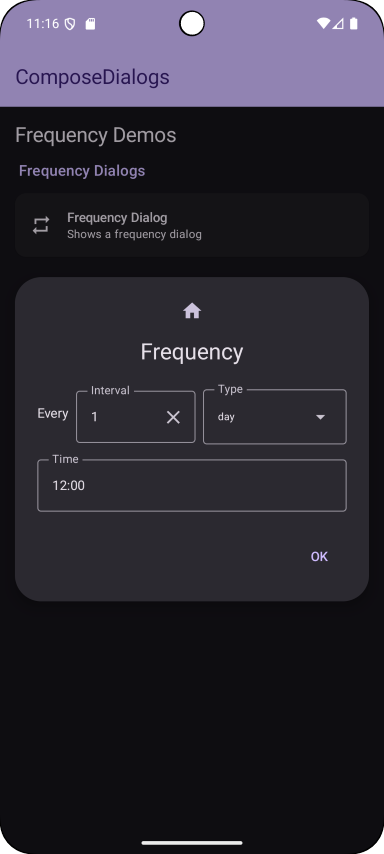 11:16
ComposeDialogs
Frequency Demos
Frequency Dialogs
Frequency Dialog
Shows a frequency dialog
Frequency
Interval
Type
Every
1
day
Time
12:00
OK